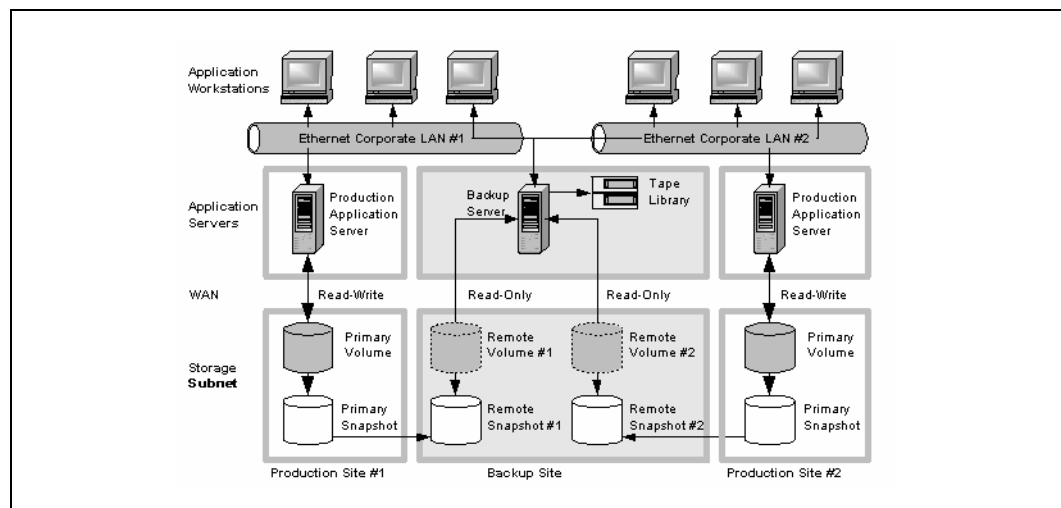 Application
Workstations
Ethernet Corporate LAN #1
Ethernet Corporate LAN #2
Application
Servers
Production
Application
Server
Backup
Server
Tape
Library
Production
Application
Server
WAN
Read-Write
Read-Only
Read-Only
Read-Write
Storage
Subnet
Primary
Volume
Remote
Volume #1
Remote
Volume #2
Primary
Volume
Primary
Snapshot
Remote
Snapshot #1
Remote
Snapshot #2
Primary
Snapshot
Production Site #1
Backup Site
Production Site #2